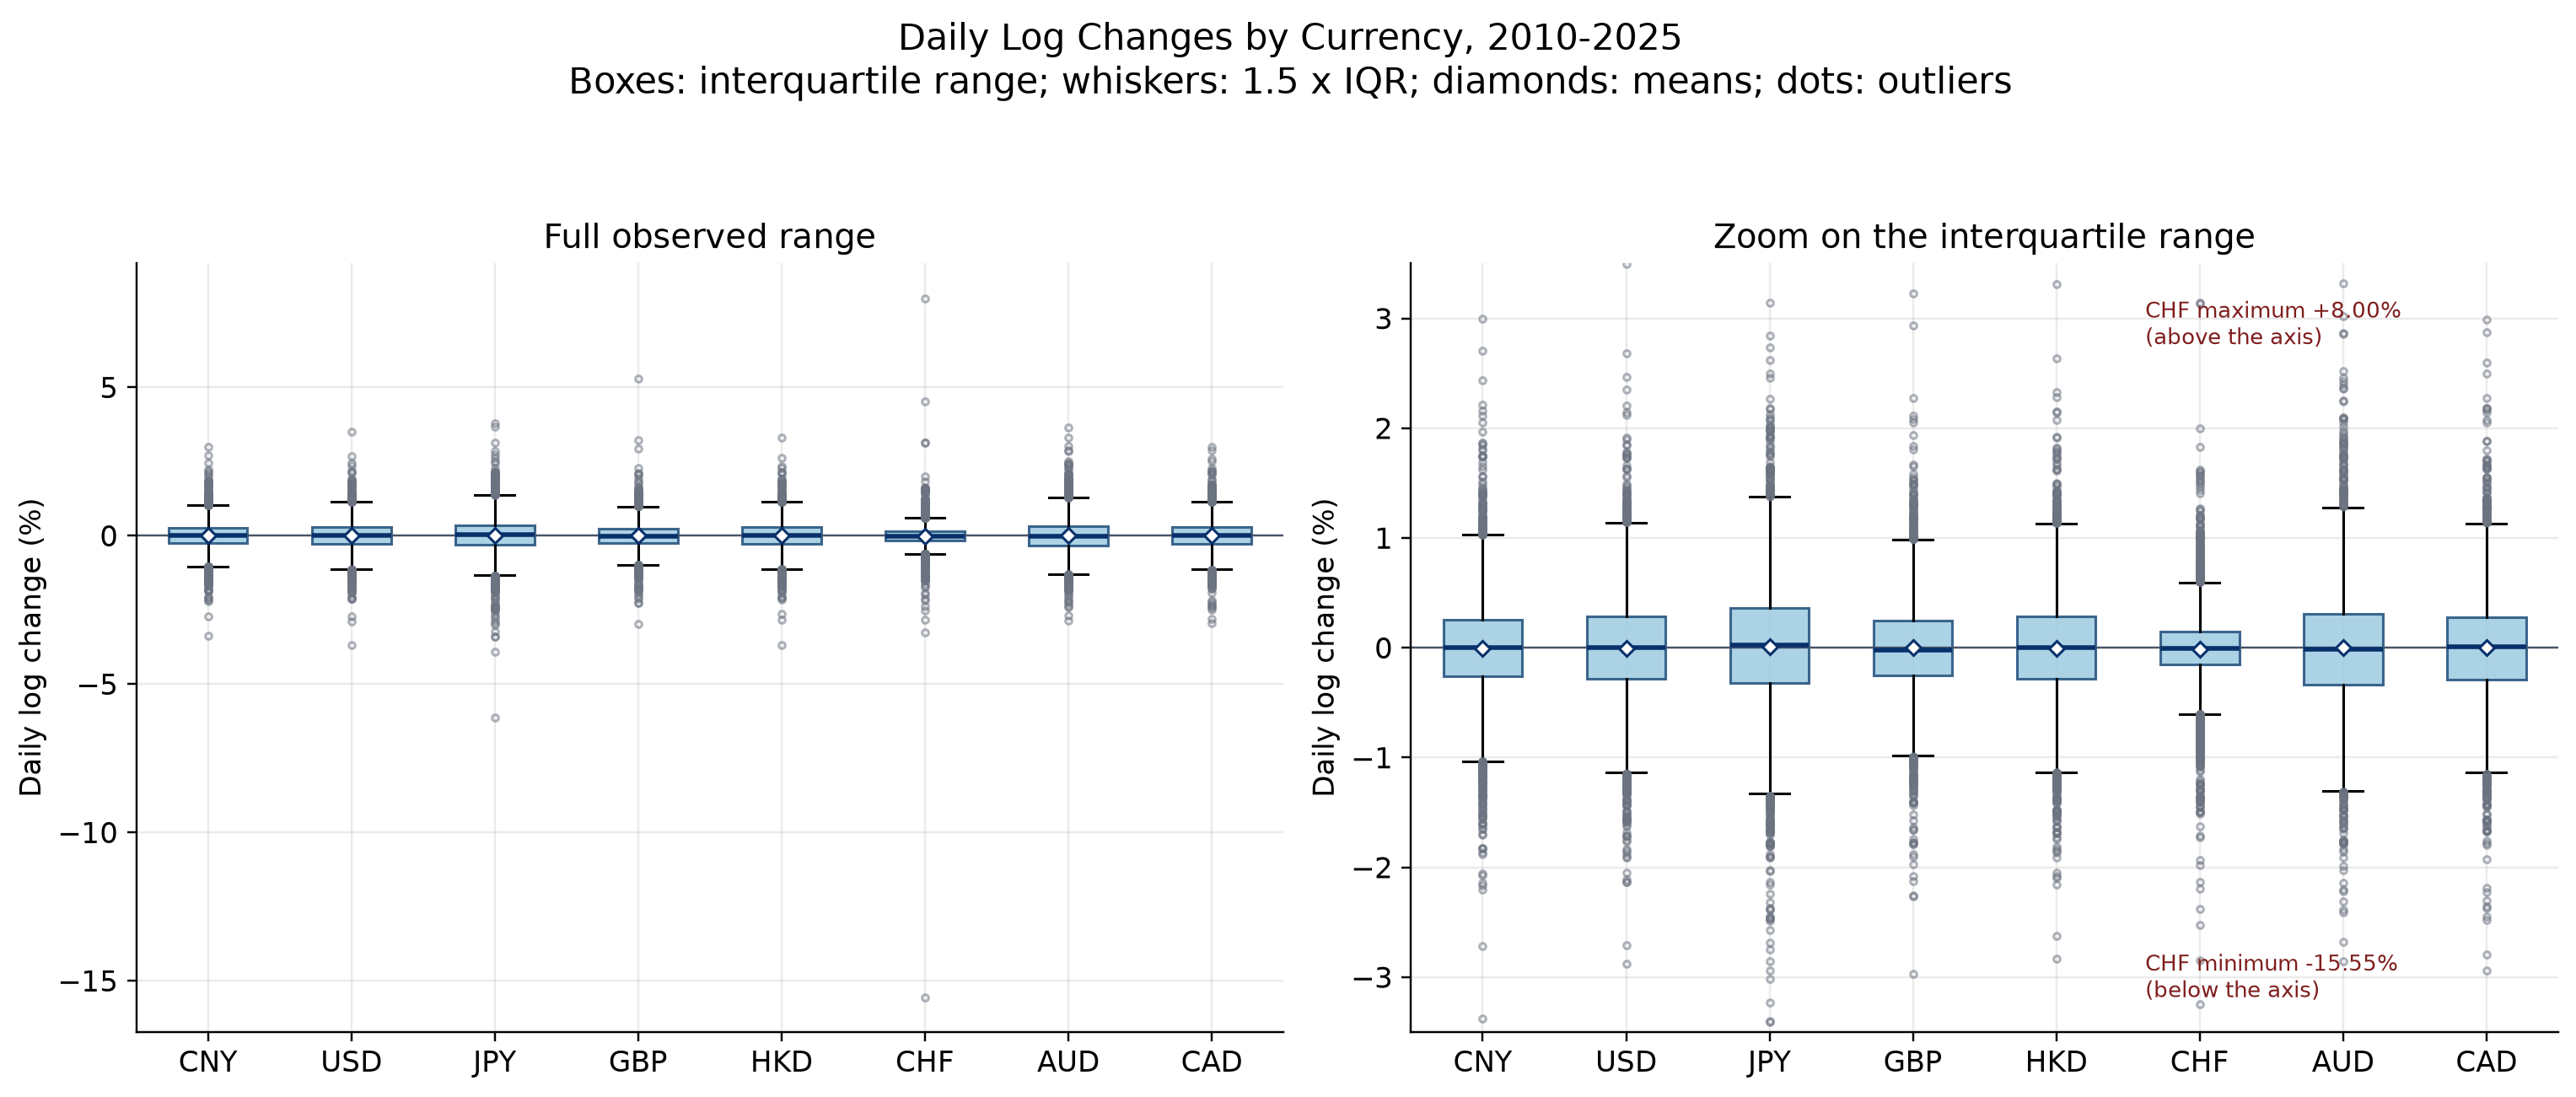 Daily Log Changes by Currency, 2010-2025
Boxes: interquartile range; whiskers: 1.5 x IQR; diamonds: means; dots: outliers
Full observed range
Daily log change (%)
5
0
−5
−10
−15
CNY USD JPY GBP HKD CHF AUD CAD
Zoom on the interquartile range
Daily log change (%)
3
2
1
0
−1
−2
−3
CHF maximum +8.00%
(above the axis)
CHF minimum -15.55%
(below the axis)
CNY USD JPY GBP HKD CHF AUD CAD